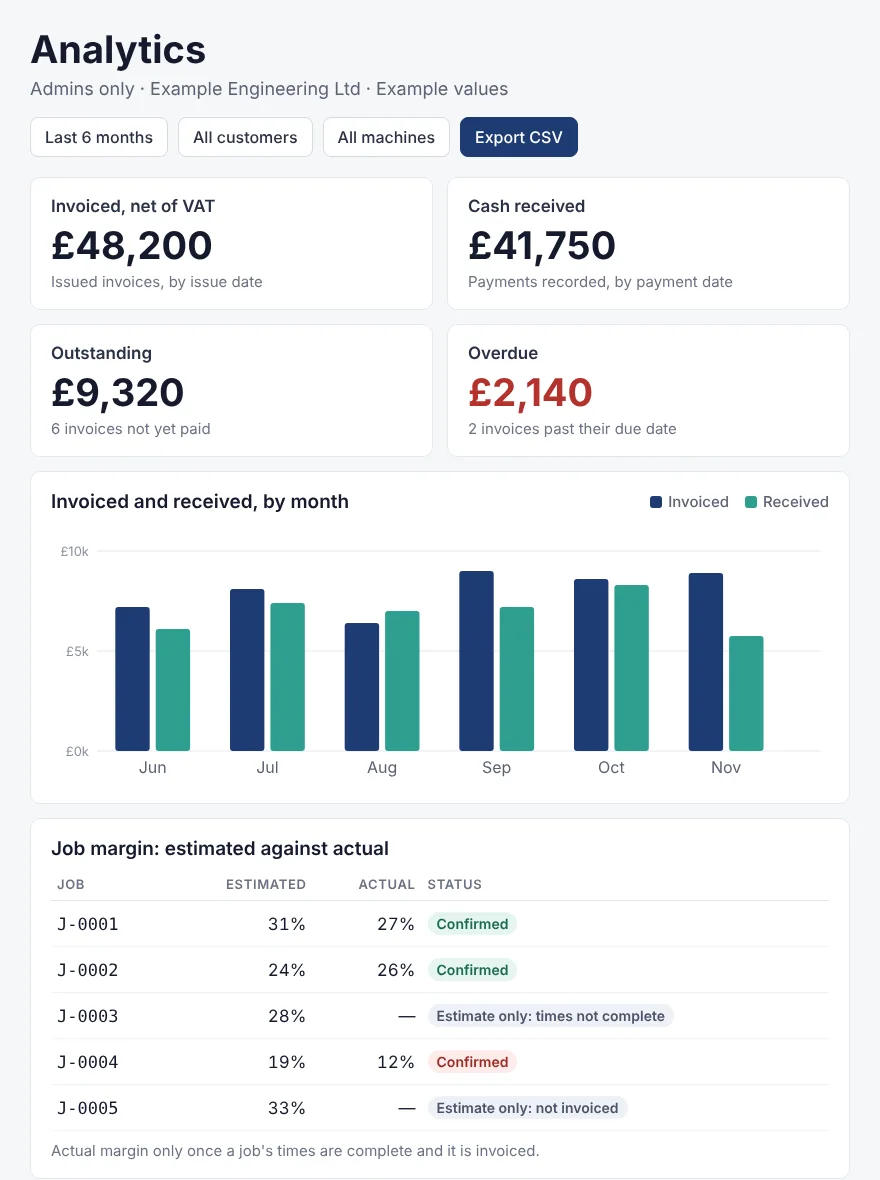 Analytics
Admins only · Example Engineering Ltd · Example values
Last 6 months All customers All machines Export CSV
Invoiced, net of VAT
£48,200
Issued invoices, by issue date
Cash received
£41,750
Payments recorded, by payment date
Outstanding
£9,320
6 invoices not yet paid
Overdue
£2,140
2 invoices past their due date
Invoiced and received, by month
Invoiced Received
£10k
£5k
£0k
Jun Jul Aug Sep Oct Nov
Job margin: estimated against actual
JOB ESTIMATED ACTUAL STATUS
J-0001 31% 27% Confirmed
J-0002 24% 26% Confirmed
J-0003 28% — Estimate only: times not complete
J-0004 19% 12% Confirmed
J-0005 33% — Estimate only: not invoiced
Actual margin only once a job's times are complete and it is invoiced.